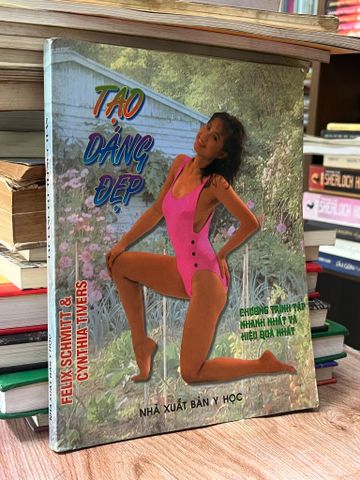 TẠO
DÁNG
ĐẸP
FELIX SCHMITT &
CYNTHIA TIVERS
CHƯƠNG TRÌNH TẬP
NHANH NHẤT VÀ
HIỆU QUẢ NHẤT
NHÀ XUẤT BẢN Y HỌC
SHERLOCK
SHERLOCK